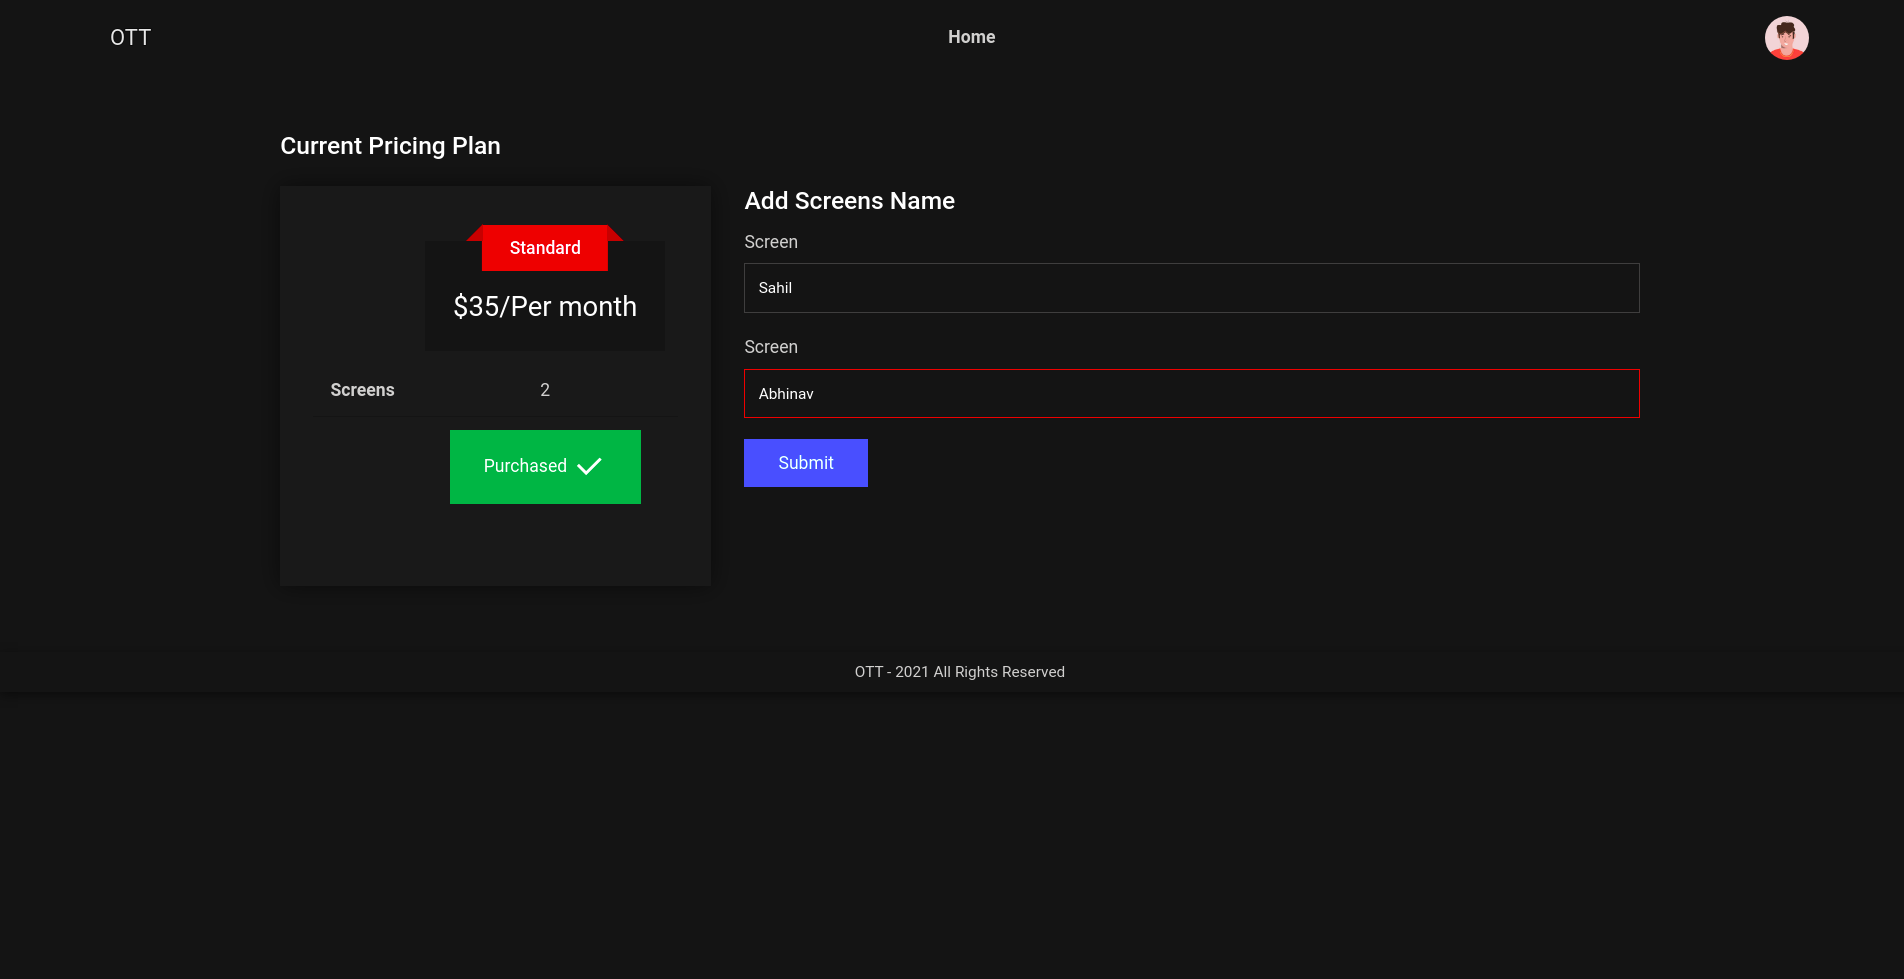 OTT
Home
Current Pricing Plan
Standard
$35/Per month
Screens 2
Purchased
Add Screens Name
Screen
Sahil
Screen
Abhinav
Submit
OTT - 2021 All Rights Reserved